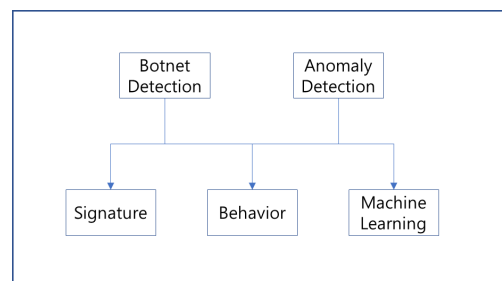 Botnet
Detection
Anomaly
Detection
Signature
Behavior
Machine
Learning